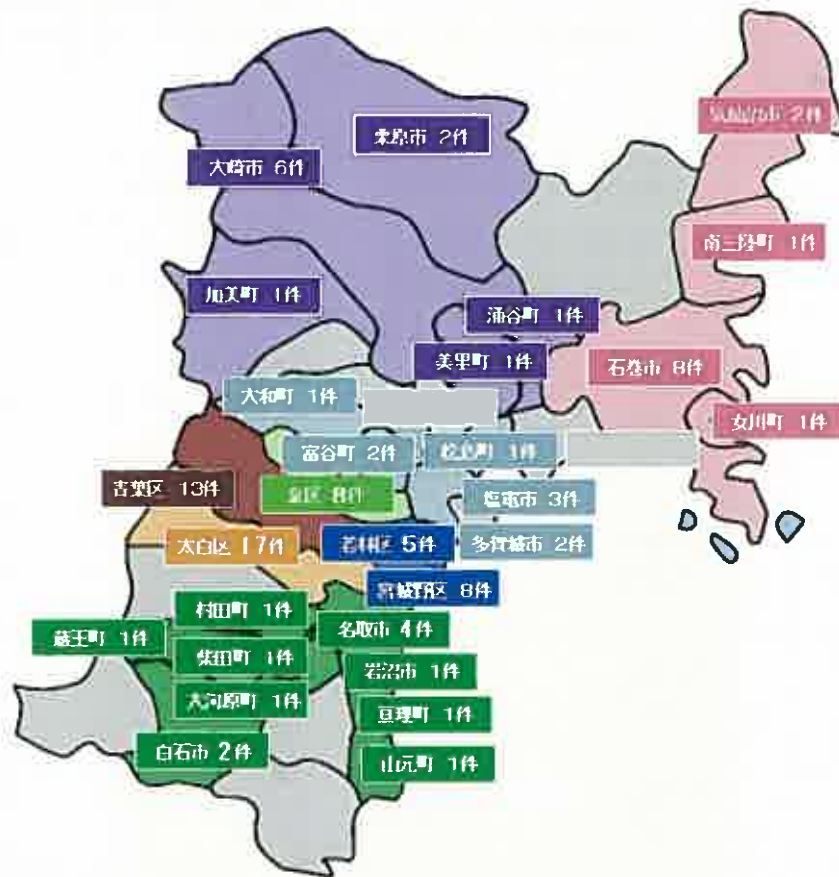 気仙沼市 2件
栗原市 2件
大崎市 6件
南三陸町 1件
加美町 1件
涌谷町 1件
美里町 1件
石巻市 8件
大和町 1件
女川町 1件
富谷町 2件
松島町 1件
青葉区 13件
泉区 8件
塩竈市 3件
太白区 17件
若林区 5件
多賀城市 2件
宮城野区 8件
村田町 1件
名取市 4件
蔵王町 1件
柴田町 1件
岩沼市 1件
大河原町 1件
亘理町 1件
白石市 2件
山元町 1件